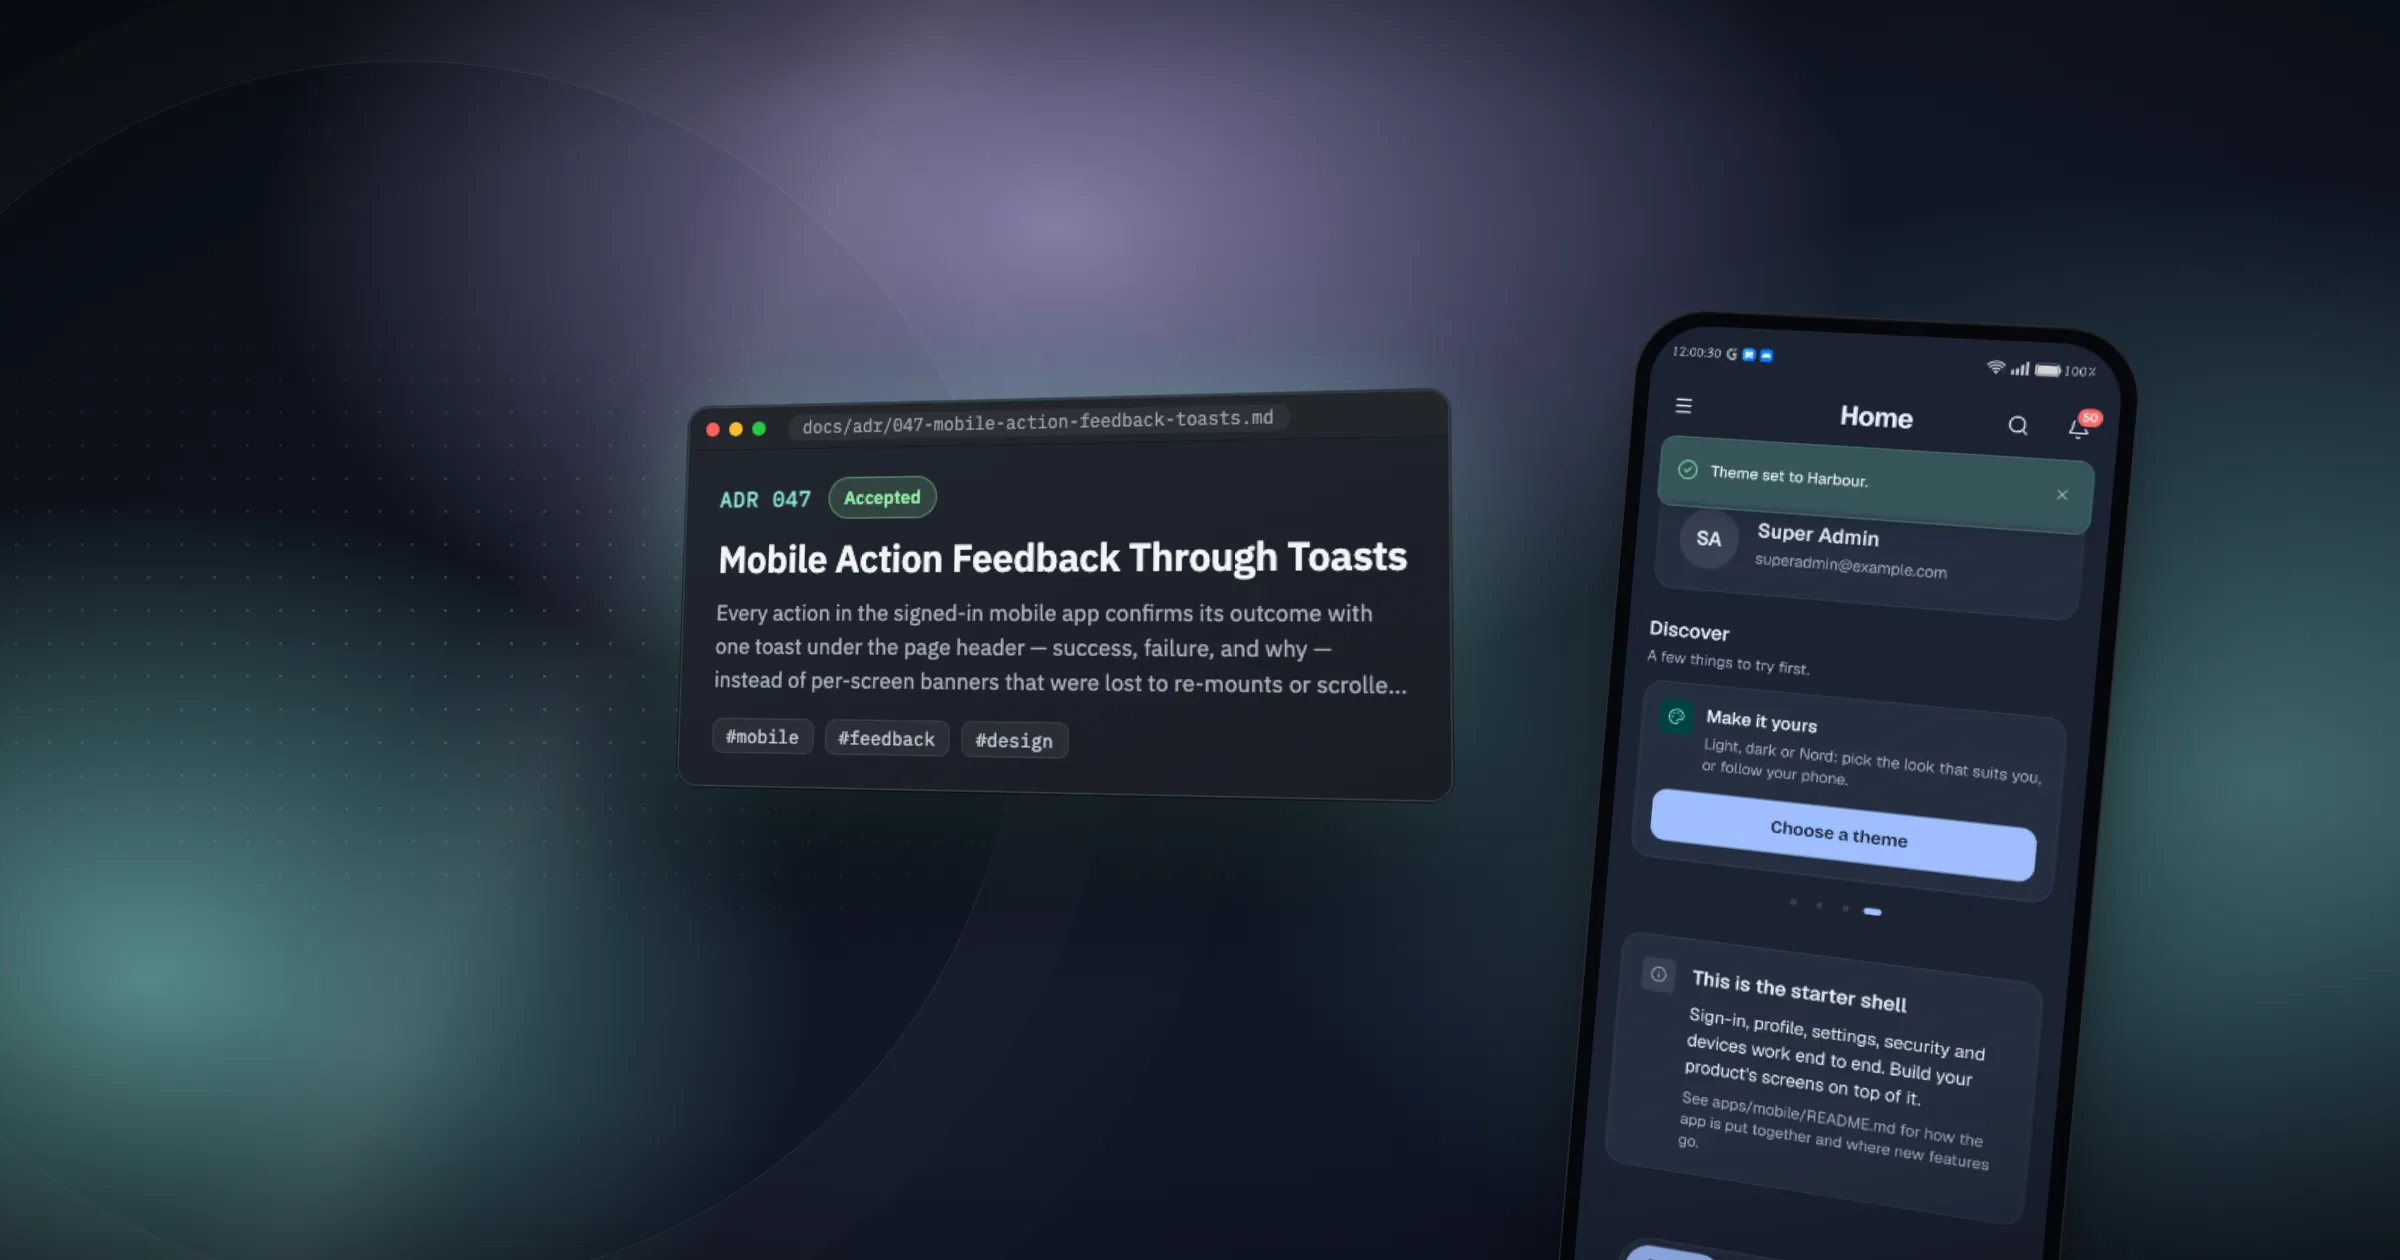 docs/adr/047-mobile-action-feedback-toasts.md
ADR 047
Accepted
Mobile Action Feedback Through Toasts
Every action in the signed-in mobile app confirms its outcome with
one toast under the page header — success, failure, and why —
instead of per-screen banners that were lost to re-mounts or scrolle...
#mobile
#feedback
#design
12:00:30
100%
Home
50
Theme set to Harbour.
SA
Super Admin
superadmin@example.com
Discover
A few things to try first.
Make it yours
Light, dark or Nord; pick the look that suits you,
or follow your phone.
Choose a theme
This is the starter shell
Sign-in, profile, settings, security and
devices work end to end. Build your
product's screens on top of it.
See apps/mobile/README.md for how the
app is put together and where new features
go.